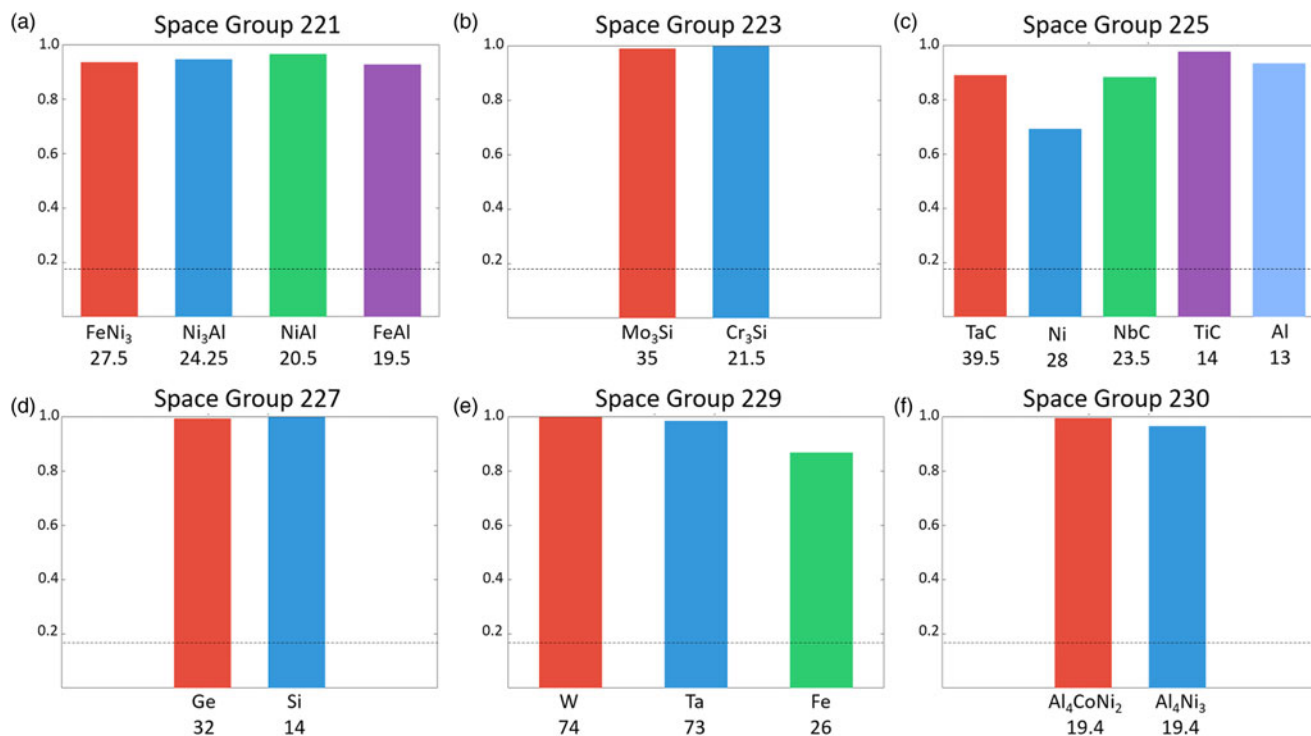 (a) Space Group 221
1.0
0.8
0.6
0.4
0.2
FeNi₃ Ni₃Al NiAl FeAl
27.5 24.25 20.5 19.5
(b) Space Group 223
1.0
0.8
0.6
0.4
0.2
Mo₃Si Cr₃Si
35 21.5
(c) Space Group 225
1.0
0.8
0.6
0.4
0.2
TaC Ni NbC TiC Al
39.5 28 23.5 14 13
(d) Space Group 227
1.0
0.8
0.6
0.4
0.2
Ge Si
32 14
(e) Space Group 229
1.0
0.8
0.6
0.4
0.2
W Ta Fe
74 73 26
(f) Space Group 230
1.0
0.8
0.6
0.4
0.2
Al₄CoNi₂ Al₄Ni₃
19.4 19.4